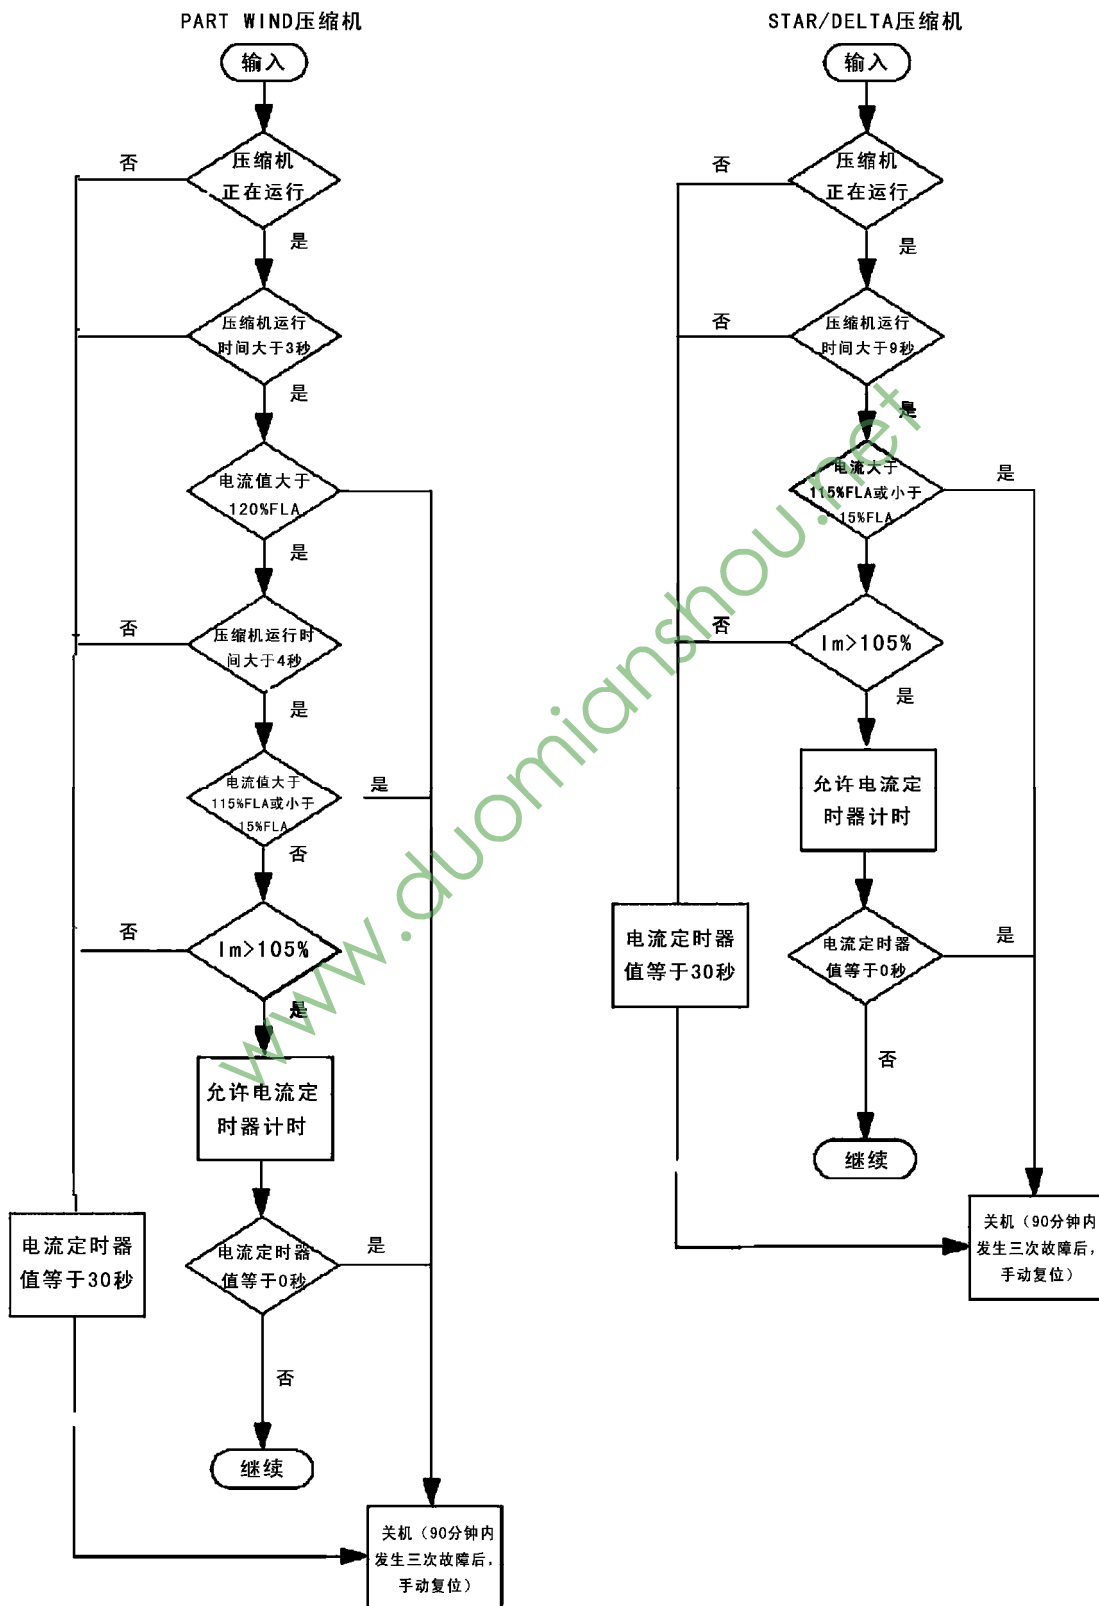 PART WIND压缩机
输入
压缩机
正在运行
否
是
压缩机运行
时间大于3秒
是
电流值大于
120%FLA
是
压缩机运行时
间大于4秒
否
是
电流值大于
115%FLA或小于
15%FLA
是
否
Im>105%
否
是
允许电流定
时器计时
电流定时器
值等于30秒
电流定时器
值等于0秒
是
否
继续
关机（90分钟内
发生三次故障后，
手动复位）
STAR/DELTA压缩机
输入
压缩机
正在运行
否
是
压缩机运行
时间大于9秒
否
是
电流大于
115%FLA或小于
15%FLA
是
Im>105%
否
是
允许电流定
时器计时
电流定时器
值等于30秒
电流定时器
值等于0秒
是
否
继续
关机（90分钟内
发生三次故障后，
手动复位）
www.duomianshou.net